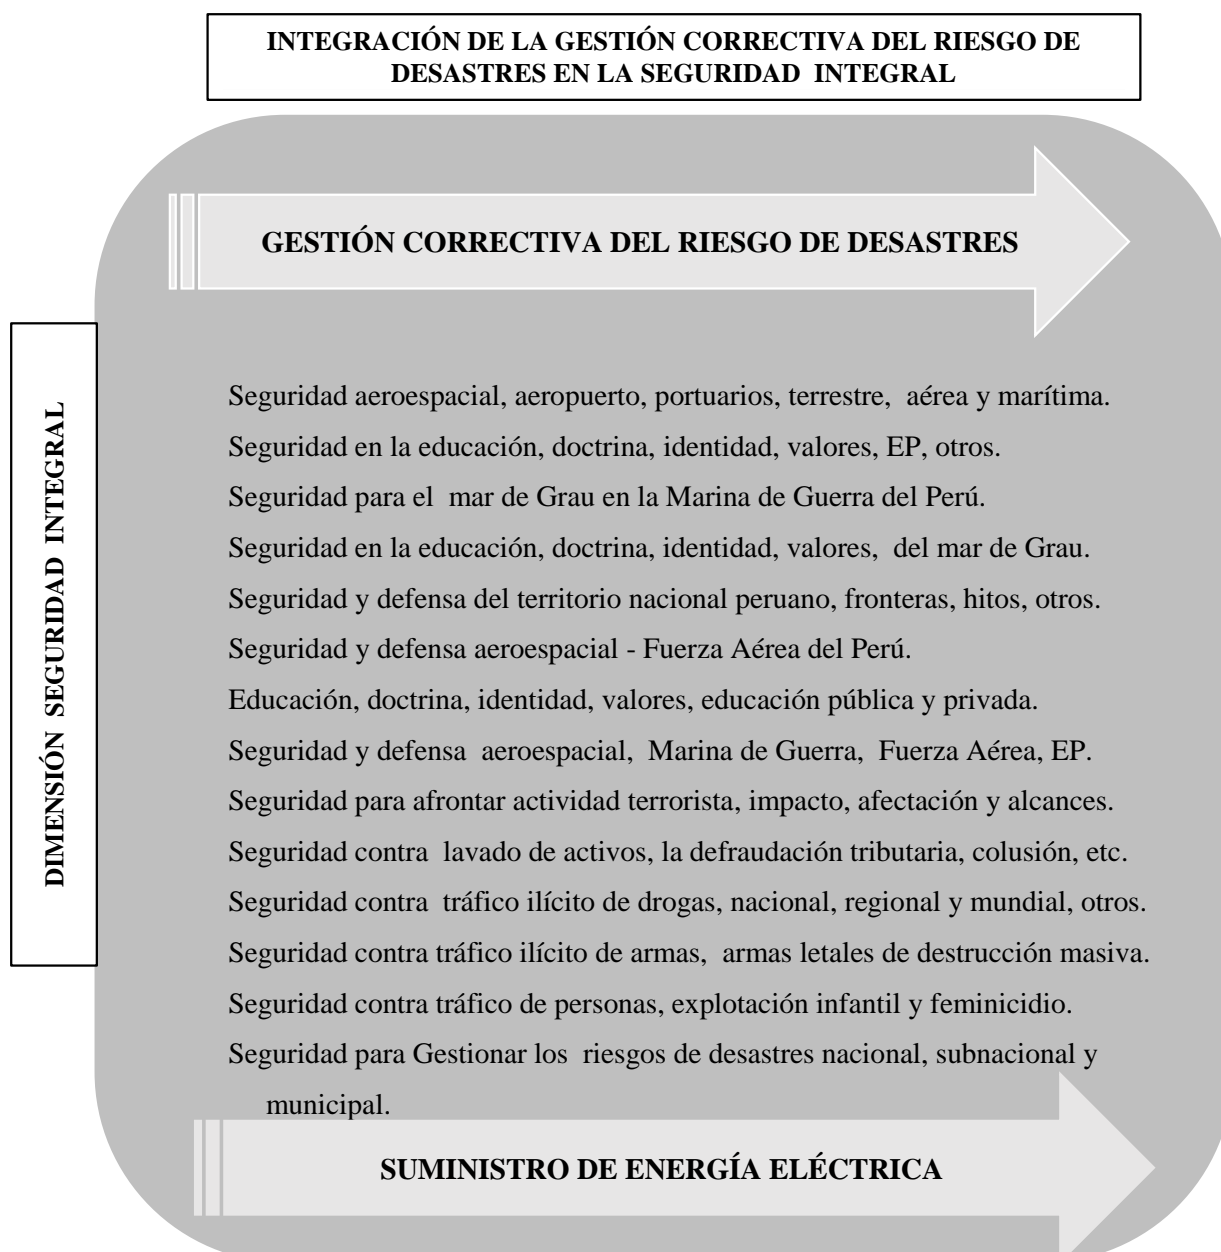 INTEGRACIÓN DE LA GESTIÓN CORRECTIVA DEL RIESGO DE
DESASTRES EN LA SEGURIDAD INTEGRAL
GESTIÓN CORRECTIVA DEL RIESGO DE DESASTRES
DIMENSIÓN SEGURIDAD INTEGRAL
Seguridad aeroespacial, aeropuerto, portuarios, terrestre, aérea y marítima.
Seguridad en la educación, doctrina, identidad, valores, EP, otros.
Seguridad para el mar de Grau en la Marina de Guerra del Perú.
Seguridad en la educación, doctrina, identidad, valores, del mar de Grau.
Seguridad y defensa del territorio nacional peruano, fronteras, hitos, otros.
Seguridad y defensa aeroespacial - Fuerza Aérea del Perú.
Educación, doctrina, identidad, valores, educación pública y privada.
Seguridad y defensa aeroespacial, Marina de Guerra, Fuerza Aérea, EP.
Seguridad para afrontar actividad terrorista, impacto, afectación y alcances.
Seguridad contra lavado de activos, la defraudación tributaria, colusión, etc.
Seguridad contra tráfico ilícito de drogas, nacional, regional y mundial, otros.
Seguridad contra tráfico ilícito de armas, armas letales de destrucción masiva.
Seguridad contra tráfico de personas, explotación infantil y feminicidio.
Seguridad para Gestionar los riesgos de desastres nacional, subnacional y
municipal.
SUMINISTRO DE ENERGÍA ELÉCTRICA